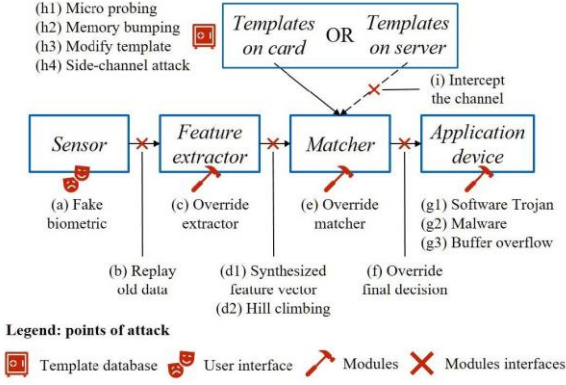 (h1) Micro probing
(h2) Memory bumping
(h3) Modify template
(h4) Side-channel attack
Templates on card
OR
Templates on server
(i) Intercept
the channel
Sensor
Feature
extractor
Matcher
Application
device
(a) Fake
biometric
(c) Override
extractor
(e) Override
matcher
(g1) Software Trojan
(g2) Malware
(g3) Buffer overflow
(b) Replay
old data
(d1) Synthesized
feature vector
(d2) Hill climbing
(f) Override
final decision
Legend: points of attack
Template database
User interface
Modules
Modules interfaces